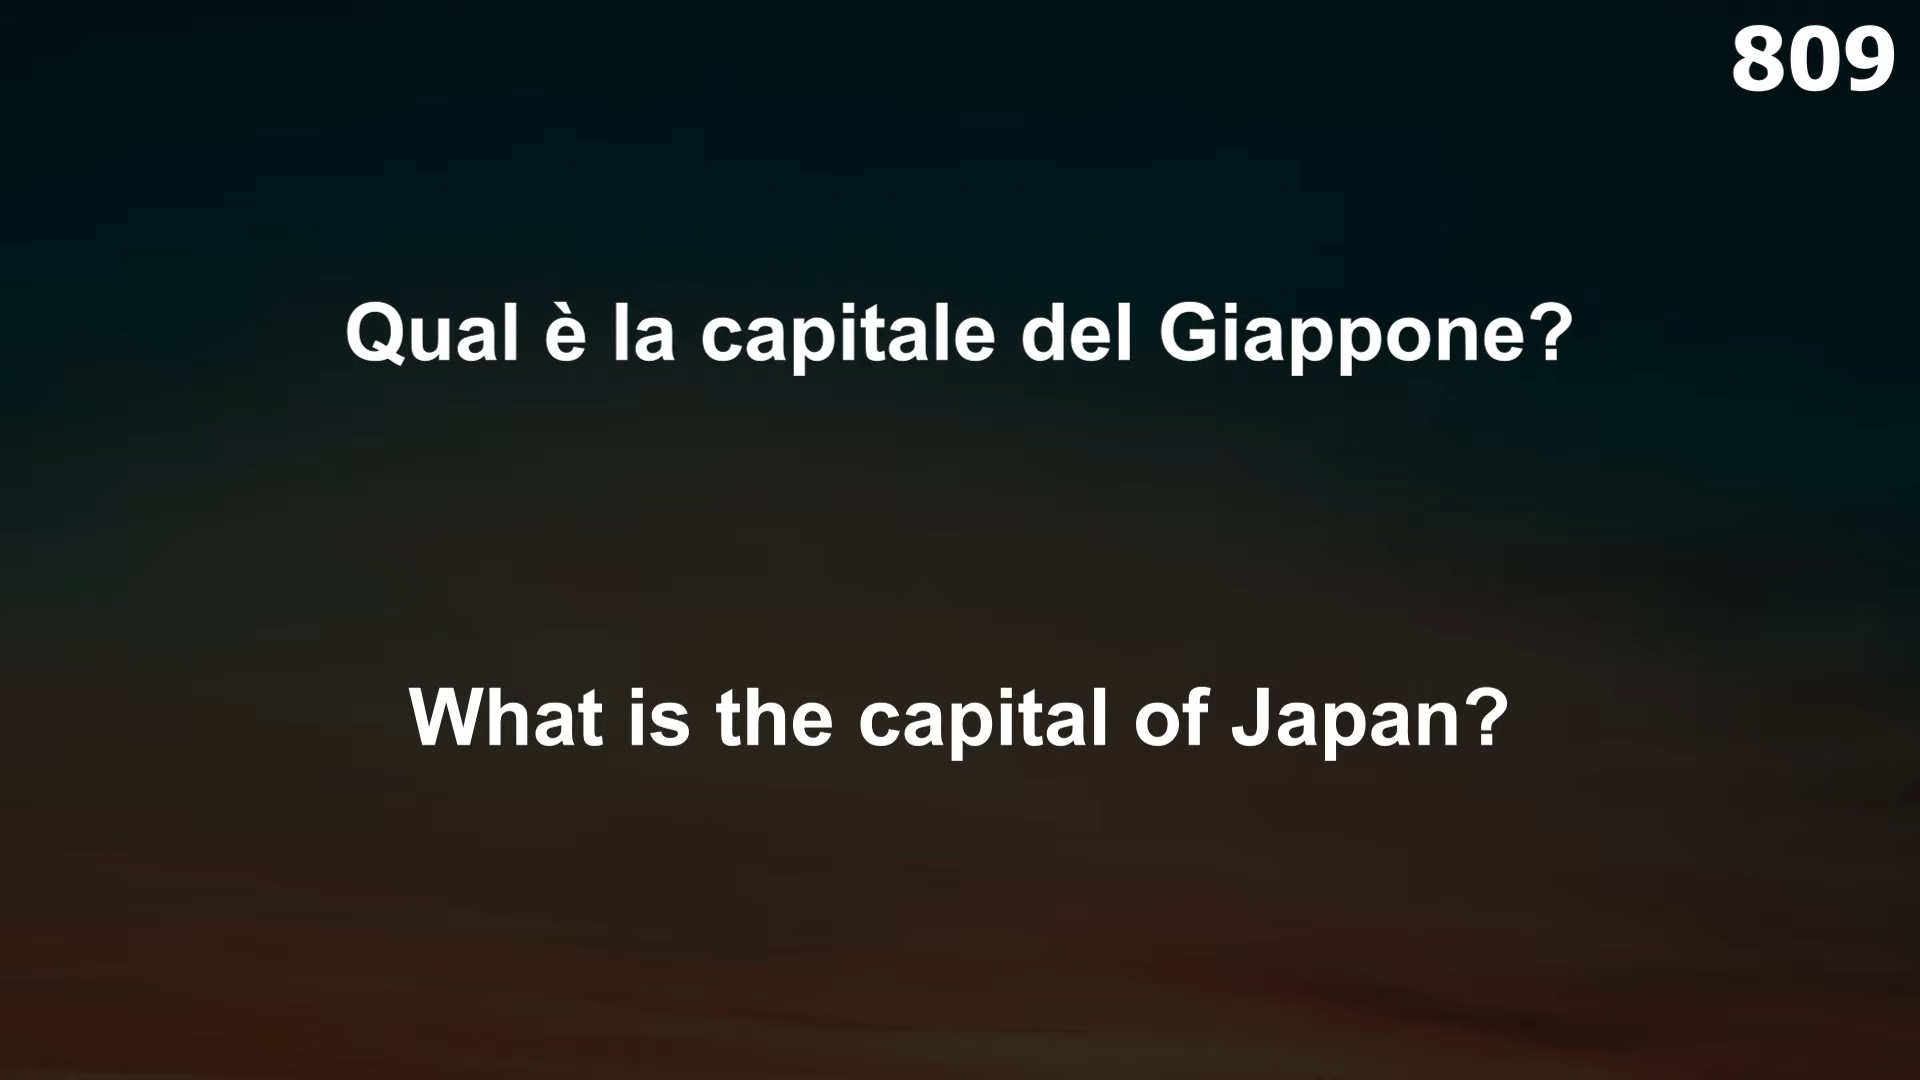 809
Qual è la capitale del Giappone?
What is the capital of Japan?